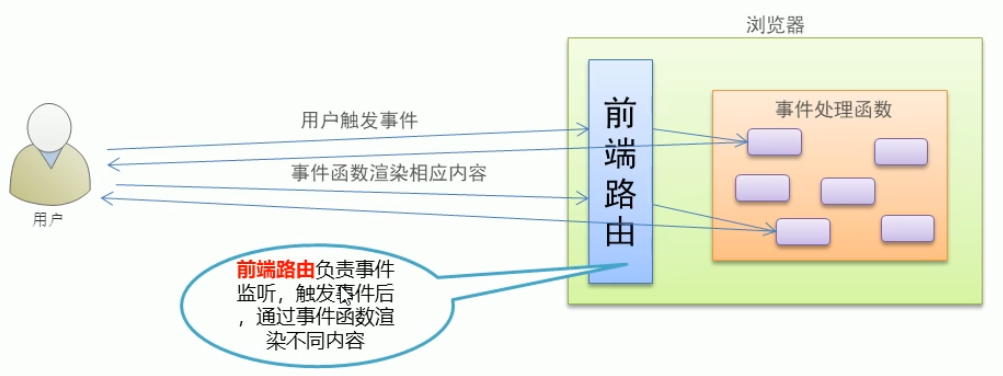 浏览器
用户触发事件
事件函数渲染相应内容
用户
前端路由
事件处理函数
前端路由负责事件
监听，触发事件后
，通过事件函数渲
染不同内容